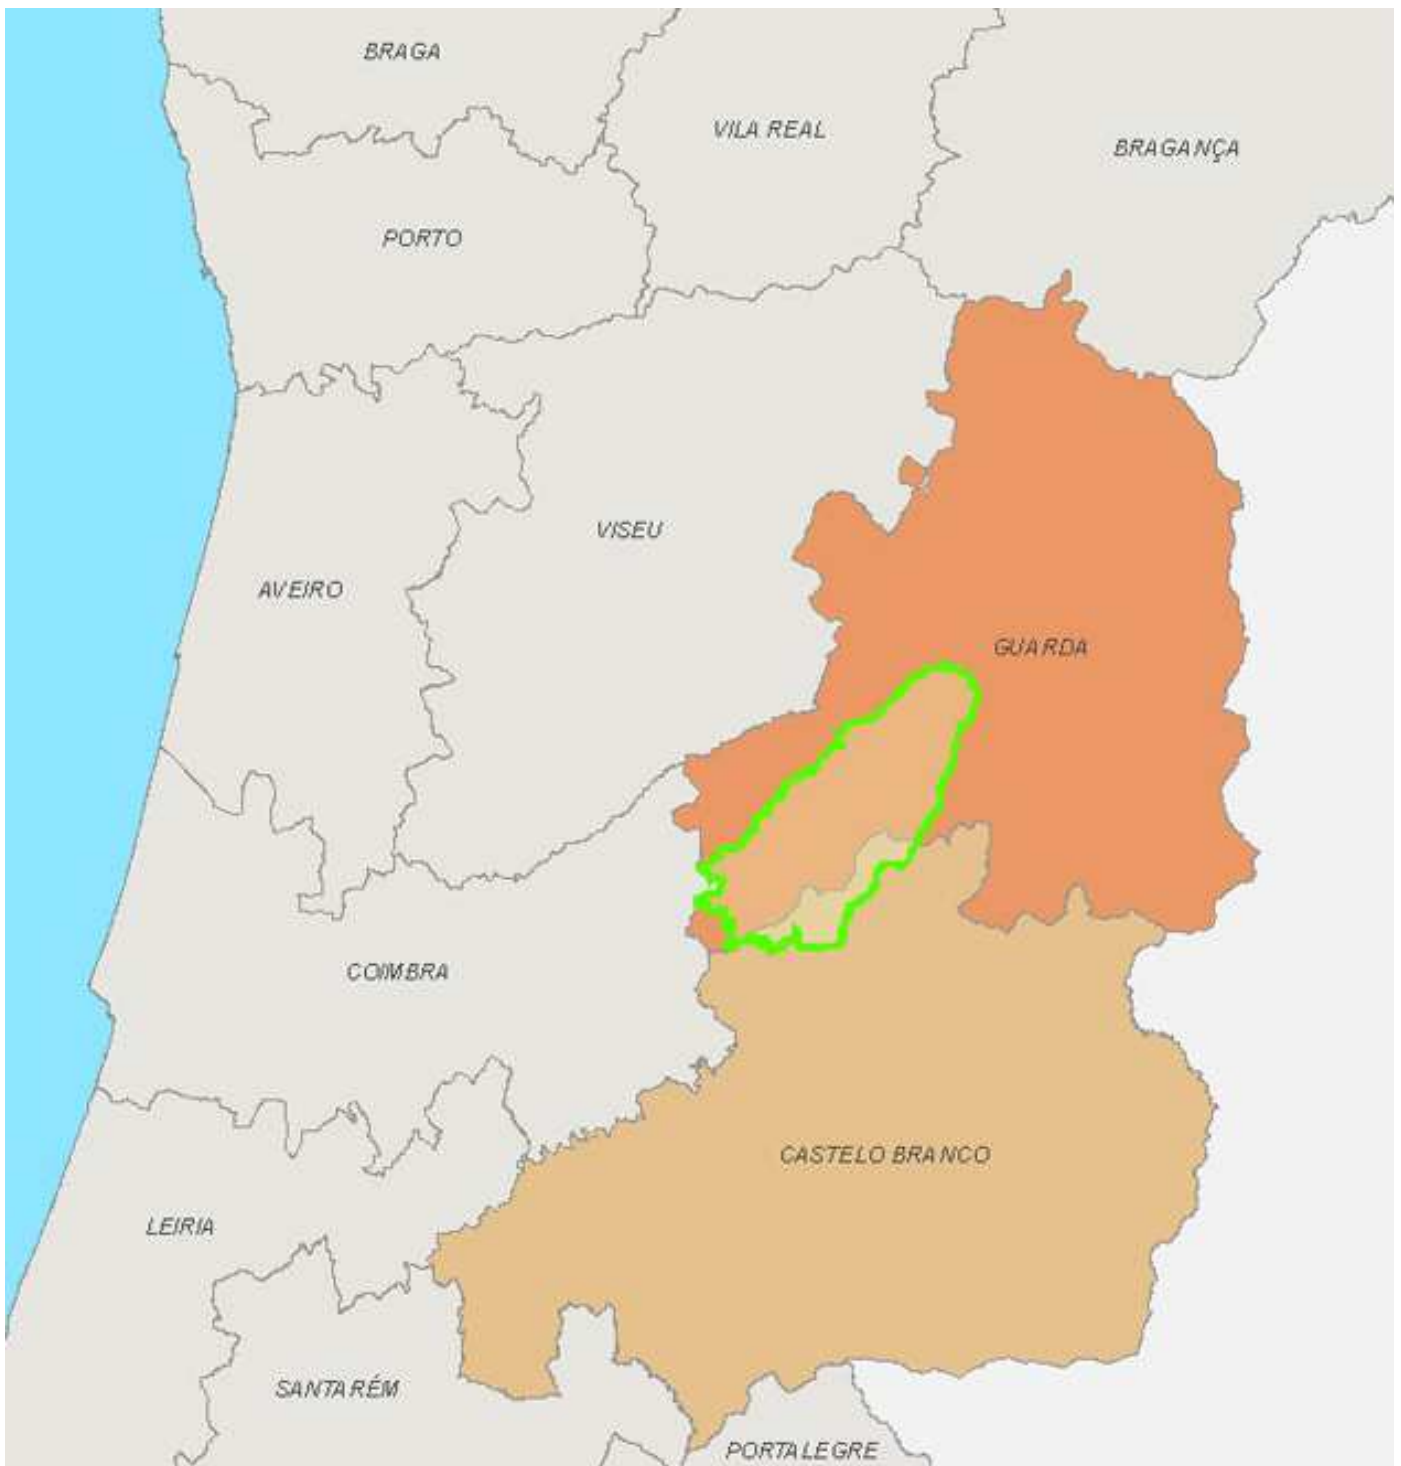 BRAGA
VILA REAL
BRAGANÇA
PORTO
VISEU
AVEIRO
GUARDA
COIMBRA
CASTELO BRANCO
LEIRIA
SANTARÉM
PORTALEGRE